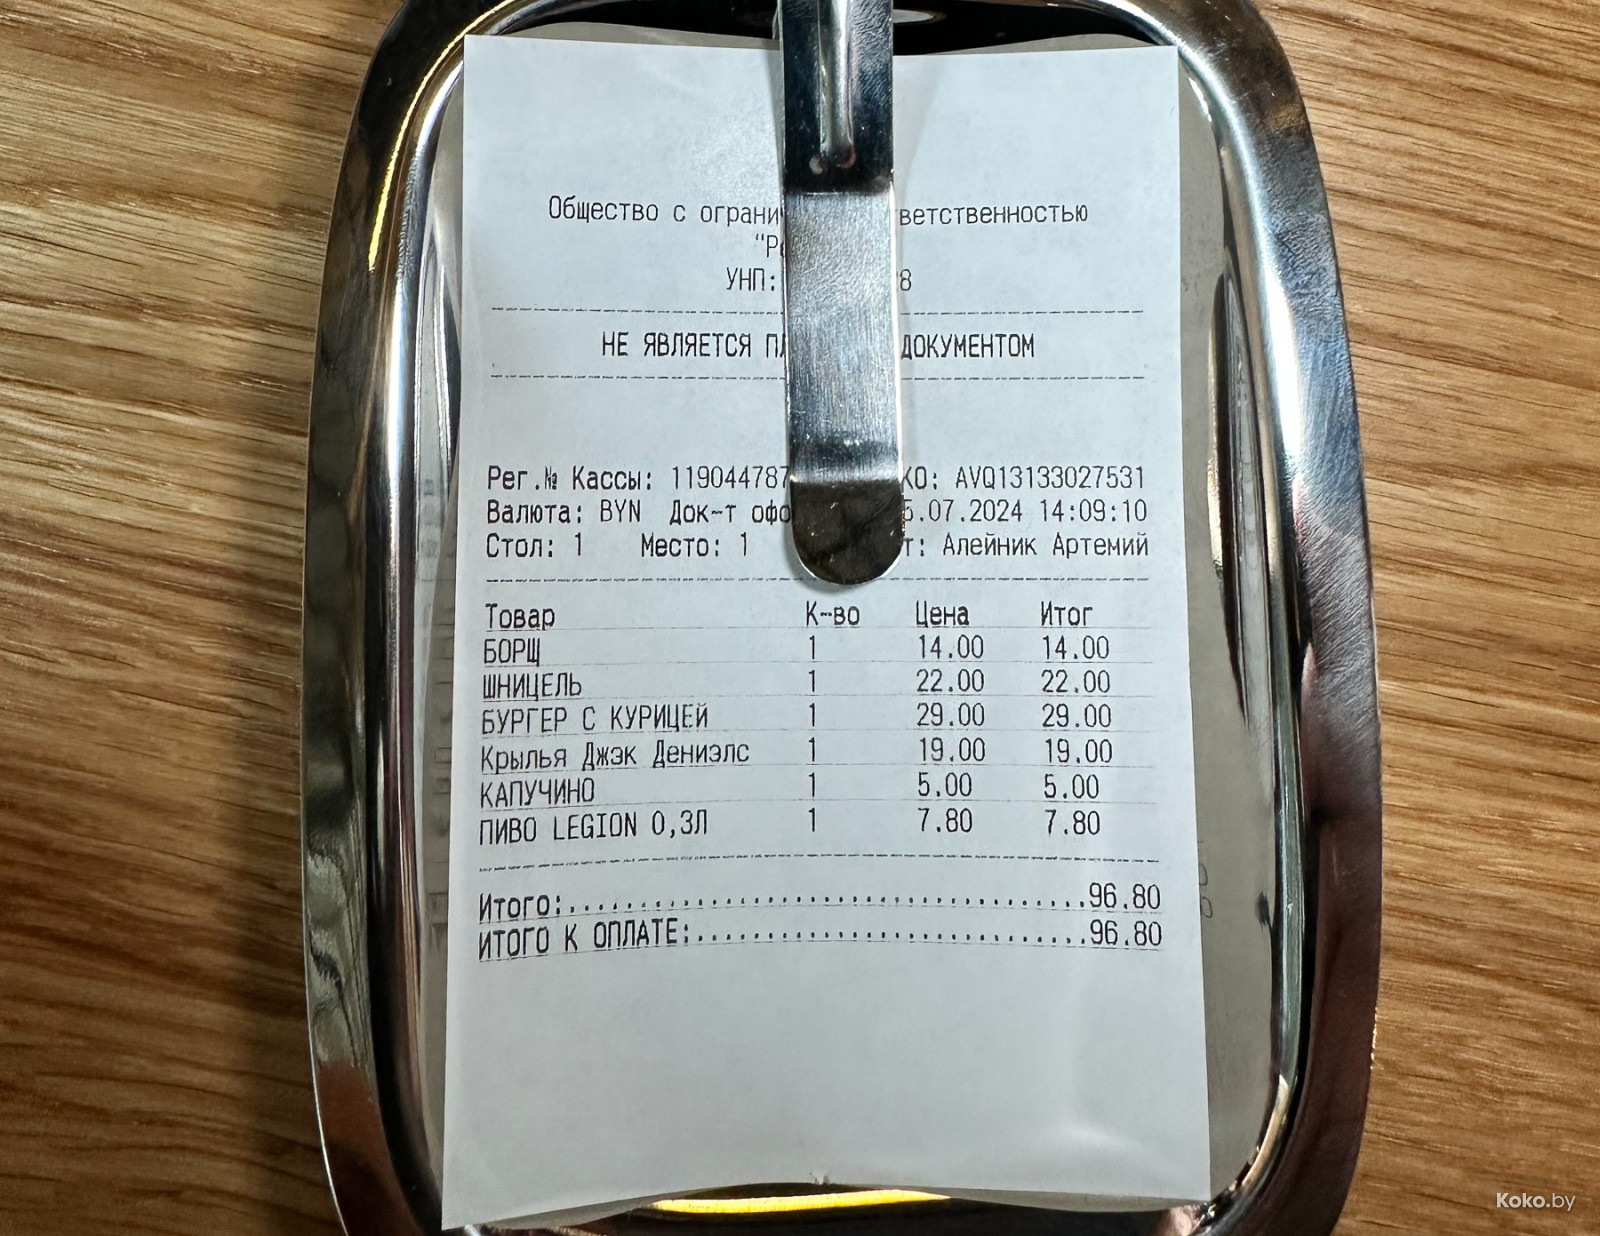 Общество с ограни тветственностью
УНП: 8
НЕ ЯВЛЯЕТСЯ ДОКУМЕНТОМ
Рег.№ Кассы: 119044787 КО: AVQ13133027531
Валюта: BYN Док-т офо 5.07.2024 14:09:10
Стол: 1 Место: 1 т: Алейник Артемий
Товар К-во Цена Итог
БОРЩ 1 14.00 14.00
ШНИЦЕЛЬ 1 22.00 22.00
БУРГЕР С КУРИЦЕЙ 1 29.00 29.00
Крылья Джэк Дениэлс 1 19.00 19.00
КАПУЧИНО 1 5.00 5.00
ПИВО LEGION 0,3Л 1 7.80 7.80
Итого:......................................96.80
ИТОГО К ОПЛАТЕ:.............................96.80
Koko.by